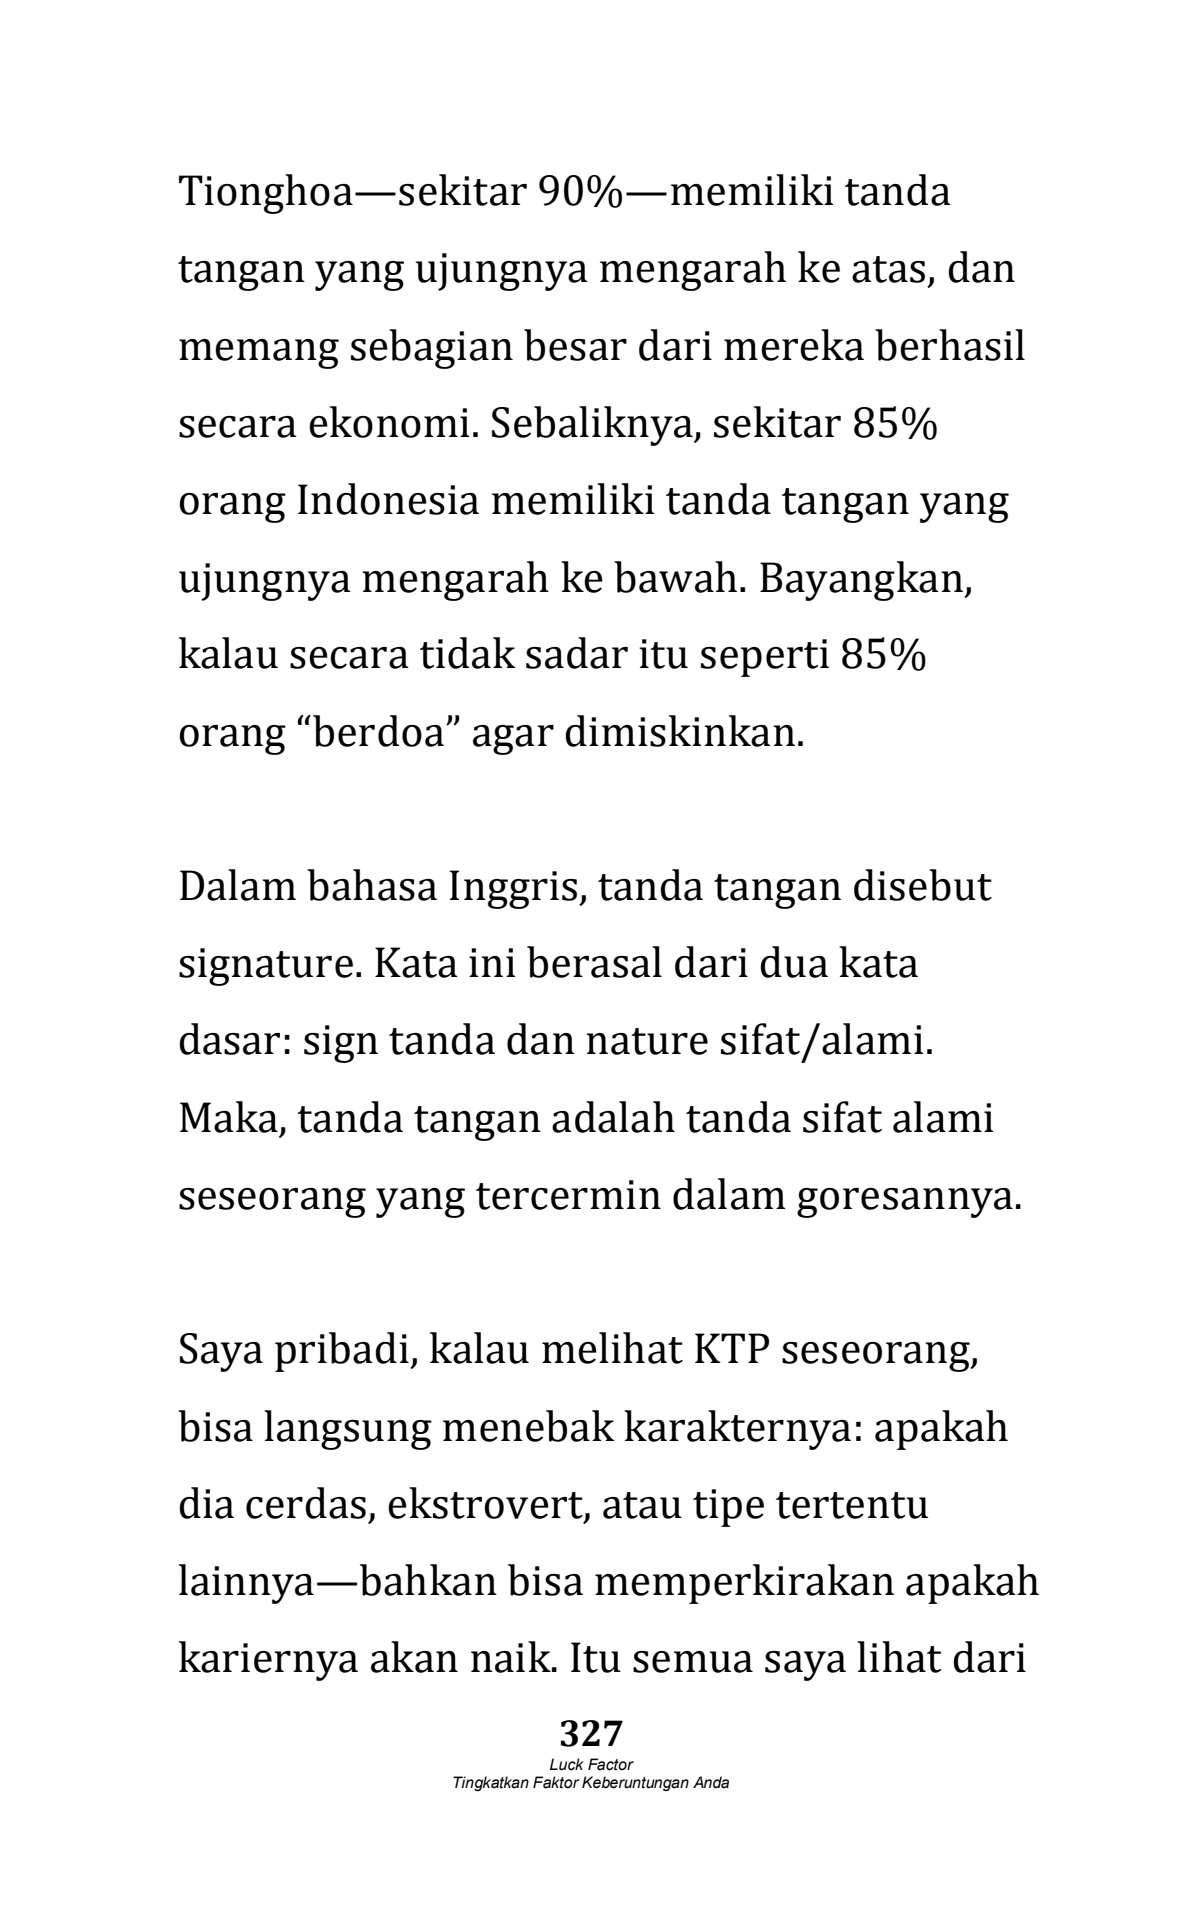 Tionghoa—sekitar 90%—memiliki tanda
tangan yang ujungnya mengarah ke atas, dan
memang sebagian besar dari mereka berhasil
secara ekonomi. Sebaliknya, sekitar 85%
orang Indonesia memiliki tanda tangan yang
ujungnya mengarah ke bawah. Bayangkan,
kalau secara tidak sadar itu seperti 85%
orang “berdoa” agar dimiskinkan.
Dalam bahasa Inggris, tanda tangan disebut
signature. Kata ini berasal dari dua kata
dasar: sign tanda dan nature sifat/alami.
Maka, tanda tangan adalah tanda sifat alami
seseorang yang tercermin dalam goresannya.
Saya pribadi, kalau melihat KTP seseorang,
bisa langsung menebak karakternya: apakah
dia cerdas, ekstrovert, atau tipe tertentu
lainnya—bahkan bisa memperkirakan apakah
kariernya akan naik. Itu semua saya lihat dari
327
Luck Factor
Tingkatkan Faktor Keberuntungan Anda